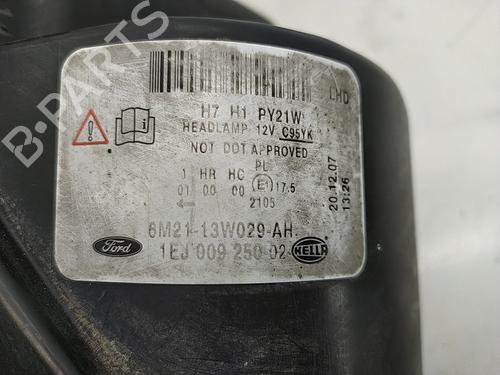 LHD
H7 H1 PY21W
HEADLAMP 12V C95YK
NOT DOT APPROVED
PL
1 HR HC E1 17.5
01 00 00
2105
20.12.07
13:26
6M21-13W029-AH
1EJ 009 250-02
Ford
HELLA
B-PARTS